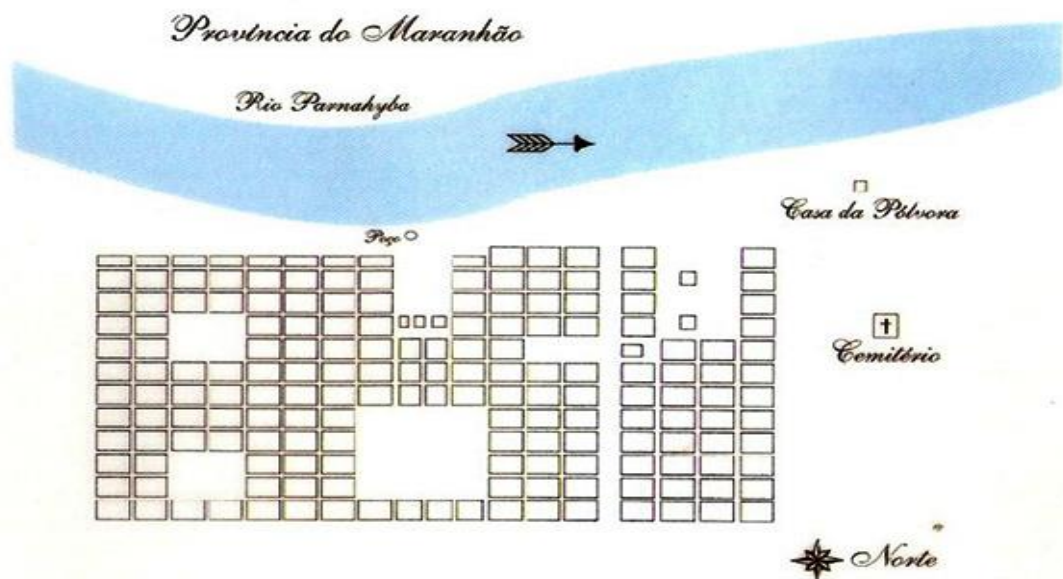 Província do Maranhão
Rio Parnahyba
Casa da Pólvora
Poço
Cemitério
Norte